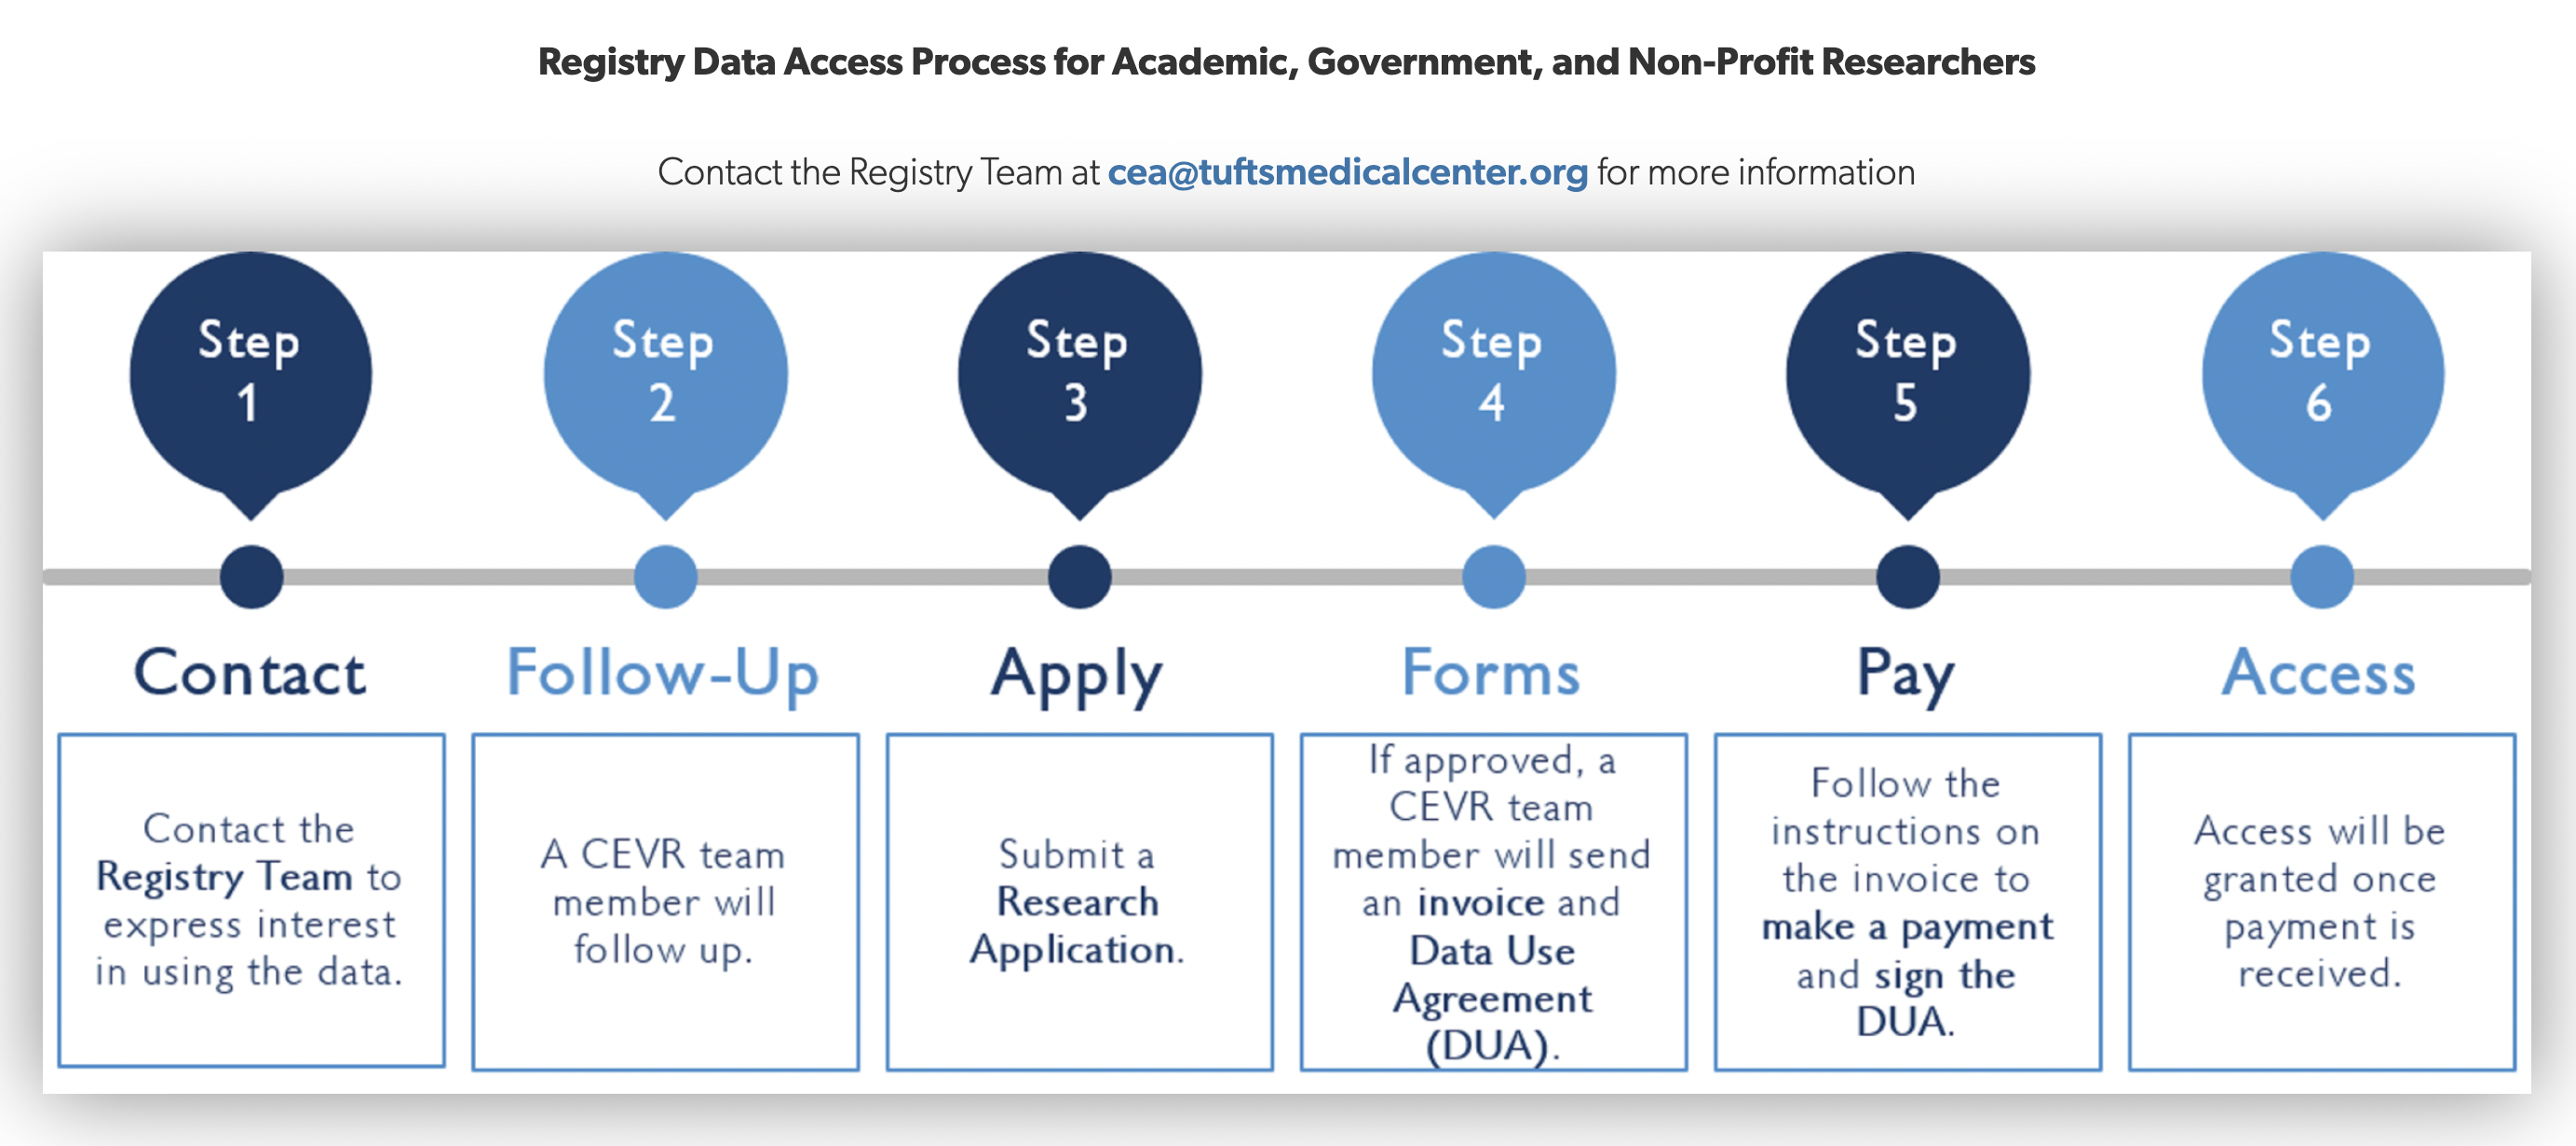 Registry Data Access Process for Academic, Government, and Non-Profit Researchers
Contact the Registry Team at cea@tuftsmedicalcenter.org for more information
Step
1
Contact
Contact the
Registry Team to
express interest
in using the data.
Step
2
Follow-Up
A CEVR team
member will
follow up.
Step
3
Apply
Submit a
Research
Application.
Step
4
Forms
If approved, a
CEVR team
member will send
an invoice and
Data Use
Agreement
(DUA).
Step
5
Pay
Follow the
instructions on
the invoice to
make a payment
and sign the
DUA.
Step
6
Access
Access will be
granted once
payment is
received.